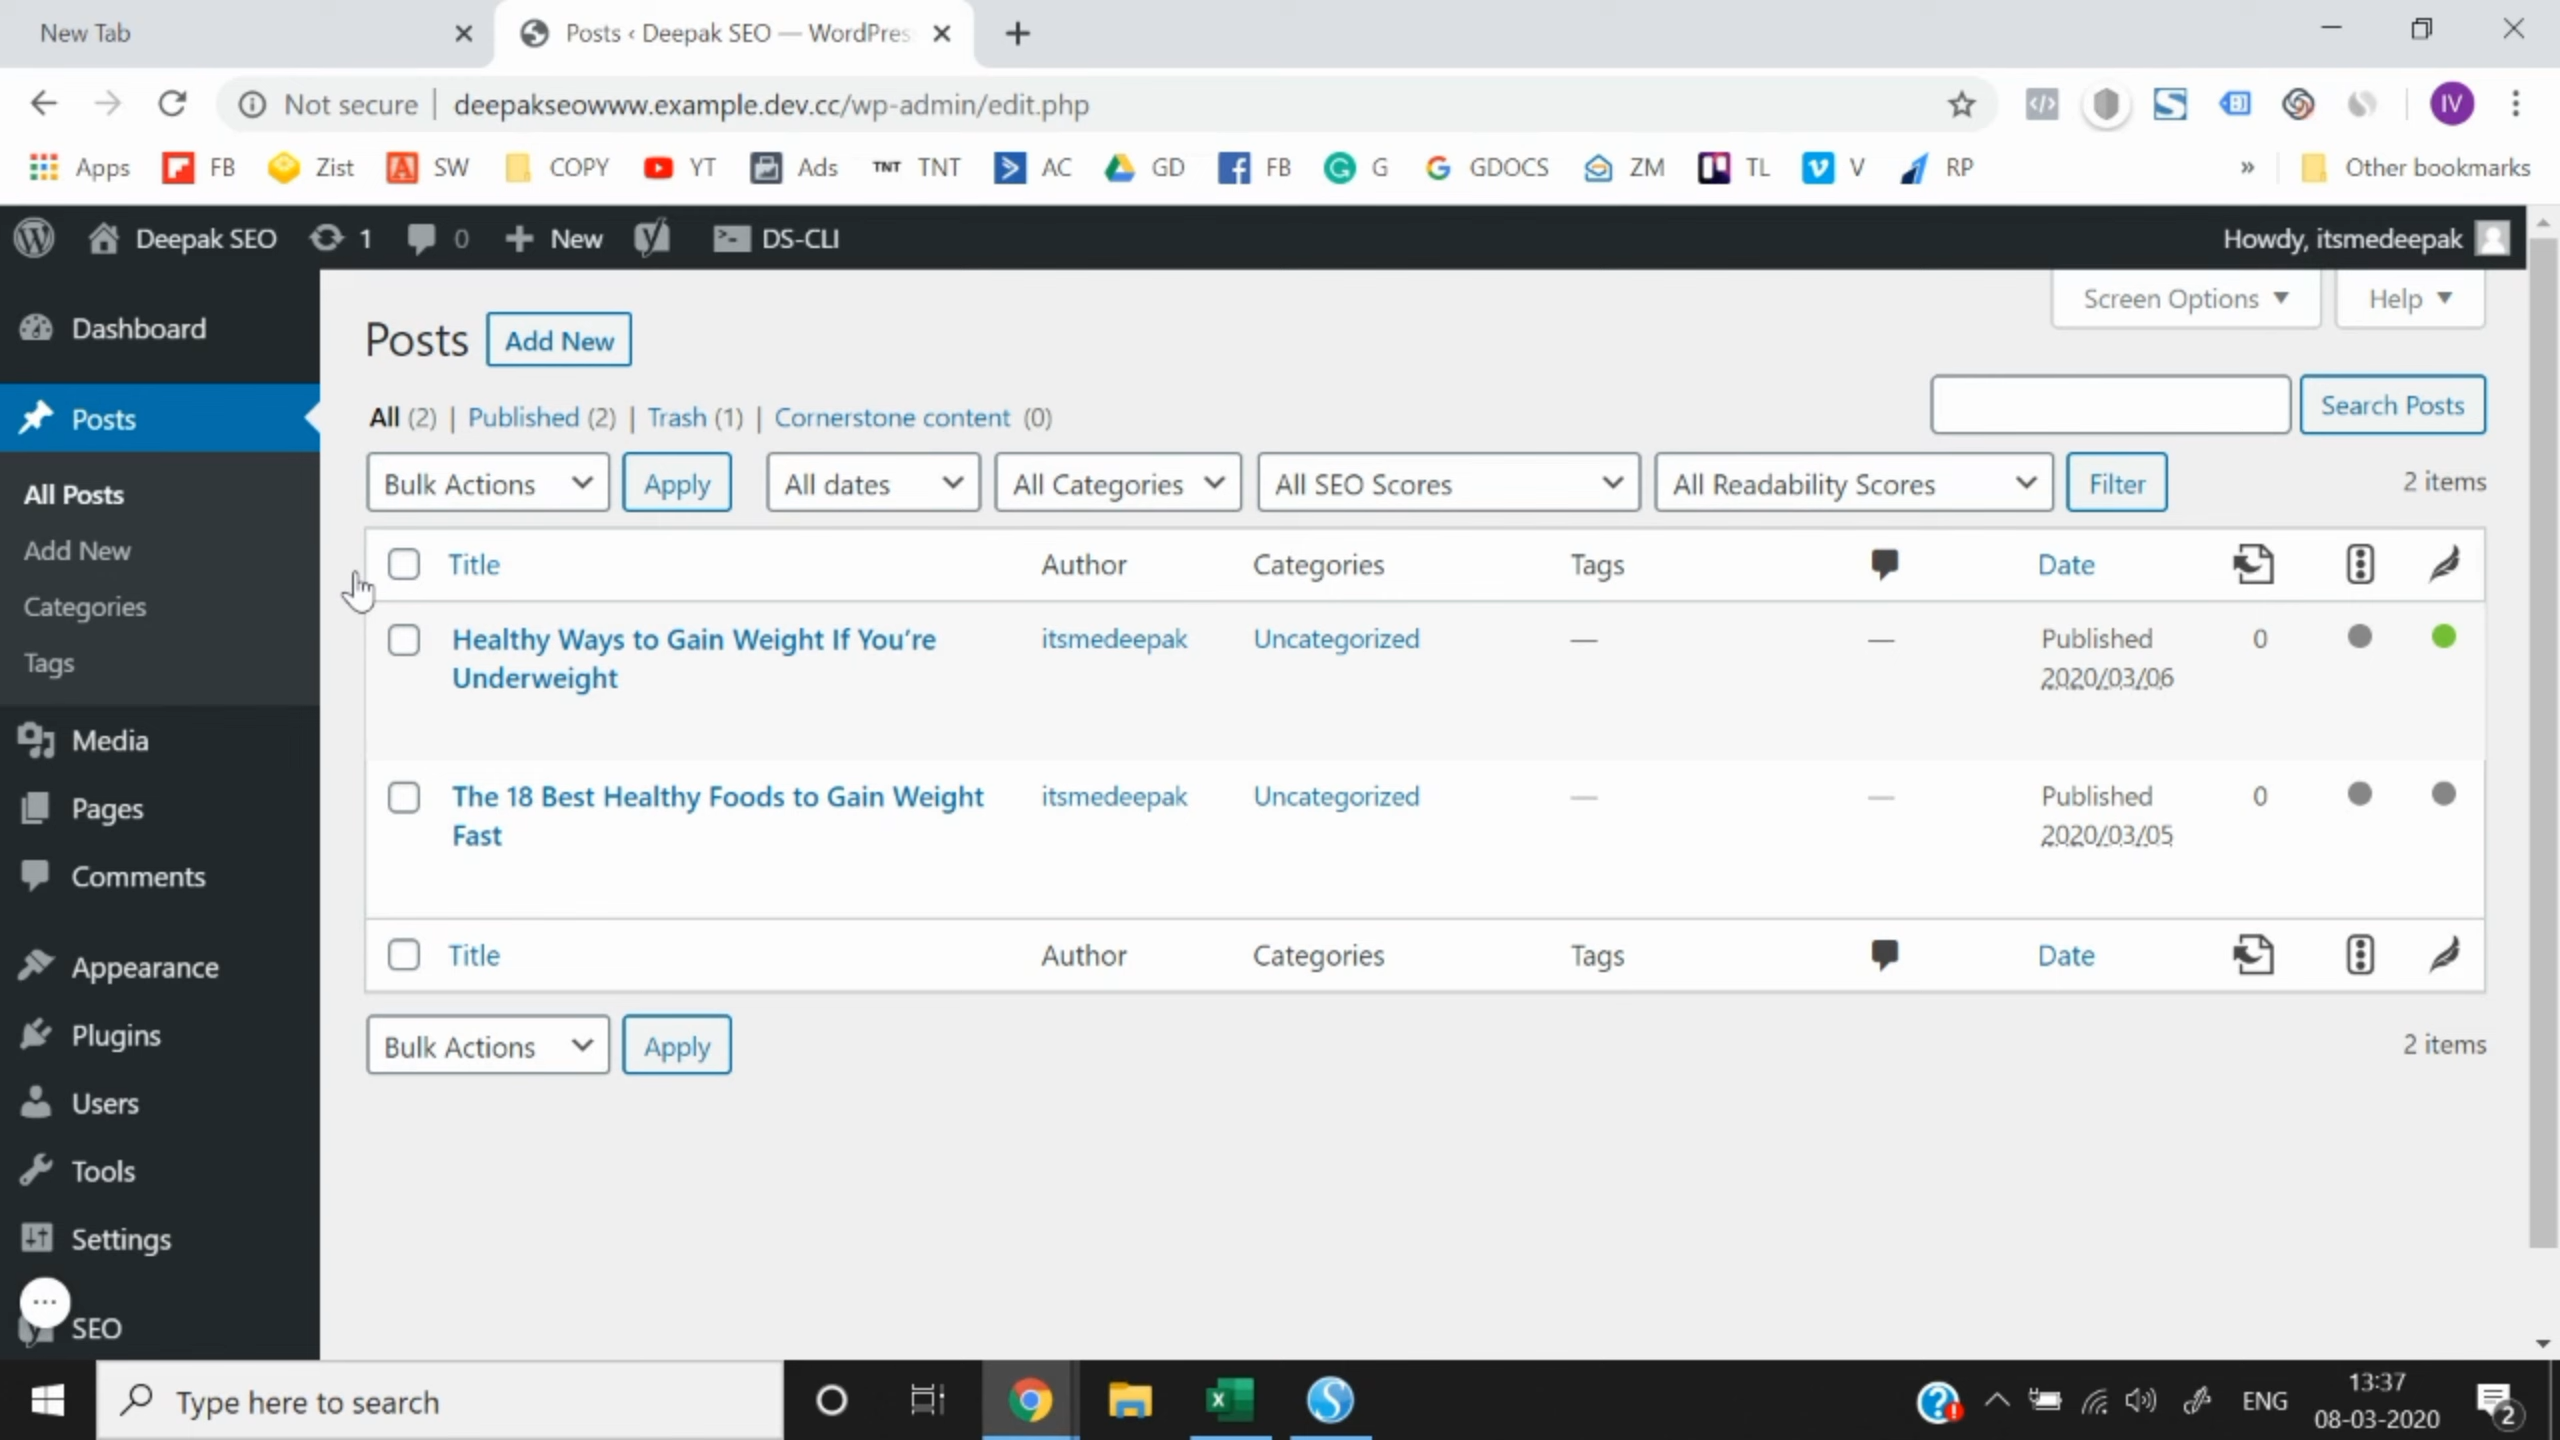 New Tab
Posts ‹ Deepak SEO — WordPres
Not secure
deepakseowww.example.dev.cc/wp-admin/edit.php
IV
Apps
FB
Zist
SW
COPY
YT
Ads
TNT TNT
AC
GD
FB
G
GDOCS
ZM
TL
V
RP
»
Other bookmarks
Deepak SEO
1
0
New
DS-CLI
Howdy, itsmedeepak
Screen Options
Help
Dashboard
Posts
All Posts
Add New
Categories
Tags
Media
Pages
Comments
Appearance
Plugins
Users
Tools
Settings
SEO
Posts
Add New
All (2) | Published (2) | Trash (1) | Cornerstone content (0)
Search Posts
Bulk Actions
Apply
All dates
All Categories
All SEO Scores
All Readability Scores
Filter
2 items
Title
Author
Categories
Tags
Date
Healthy Ways to Gain Weight If You’re
Underweight
itsmedeepak
Uncategorized
—
—
Published
2020/03/06
0
The 18 Best Healthy Foods to Gain Weight
Fast
itsmedeepak
Uncategorized
—
—
Published
2020/03/05
0
Title
Author
Categories
Tags
Date
Bulk Actions
Apply
2 items
Type here to search
ENG
13:37
08-03-2020
2